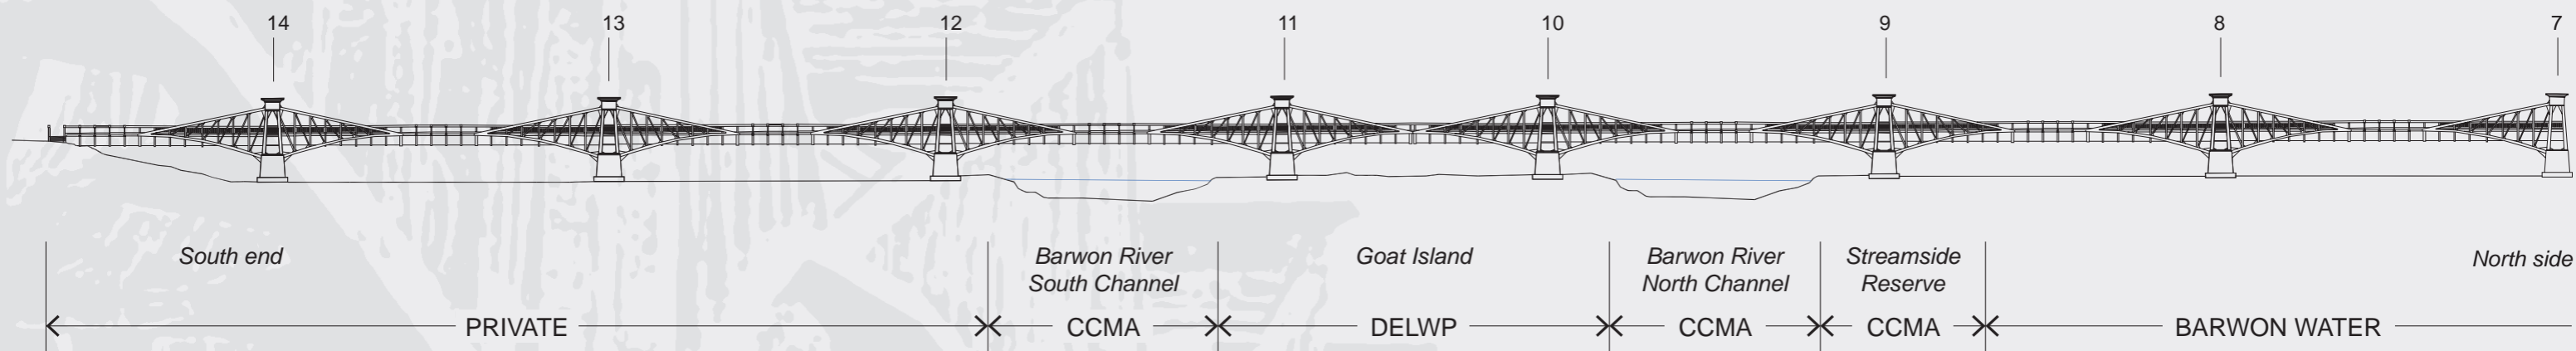 14 13 12 11 10 9 8 7
South end
Barwon River
South Channel
Goat Island
Barwon River
North Channel
Streamside
Reserve
North side
PRIVATE CCMA DELWP CCMA CCMA BARWON WATER